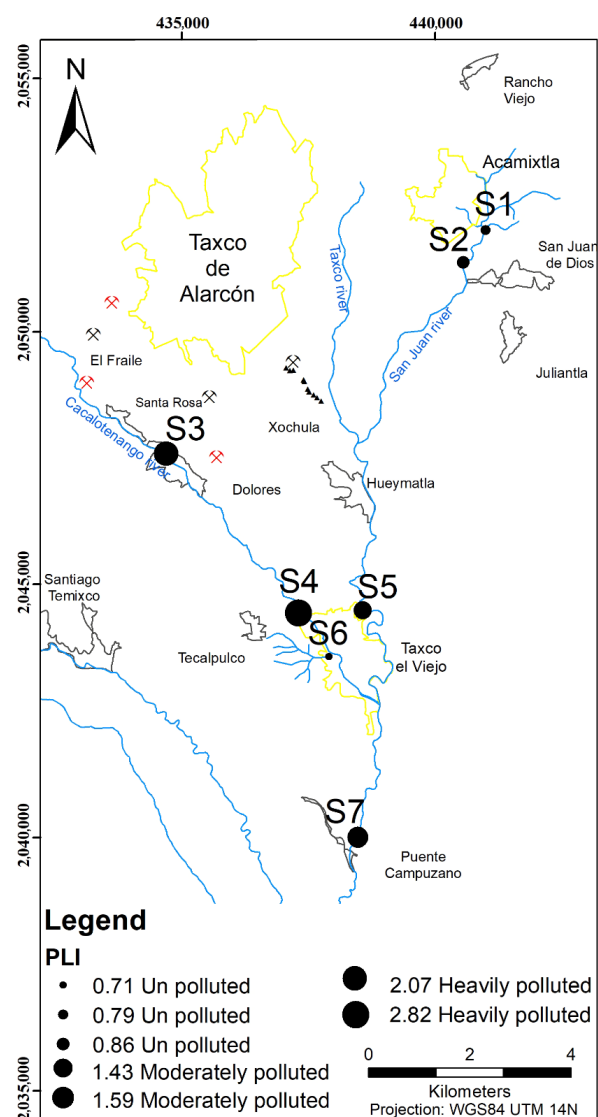 435,000
440,000
2,055,000
N
Rancho
Viejo
Acamixtla
S1
S2
San Juan
de Dios
Taxco
de
Alarcón
Taxco river
San Juan river
2,050,000
El Fraile
Juliantla
Santa Rosa
Xochula
S3
Cacalotenango river
Dolores
Hueymatla
2,045,000
Santiago
Temixco
S4
S5
S6
Tecalpulco
Taxco
el Viejo
2,040,000
S7
Puente
Campuzano
Legend
PLI
0.71 Un polluted
0.79 Un polluted
0.86 Un polluted
1.43 Moderately polluted
1.59 Moderately polluted
2.07 Heavily polluted
2.82 Heavily polluted
0 2 4
Kilometers
Projection: WGS84 UTM 14N
2,035,000